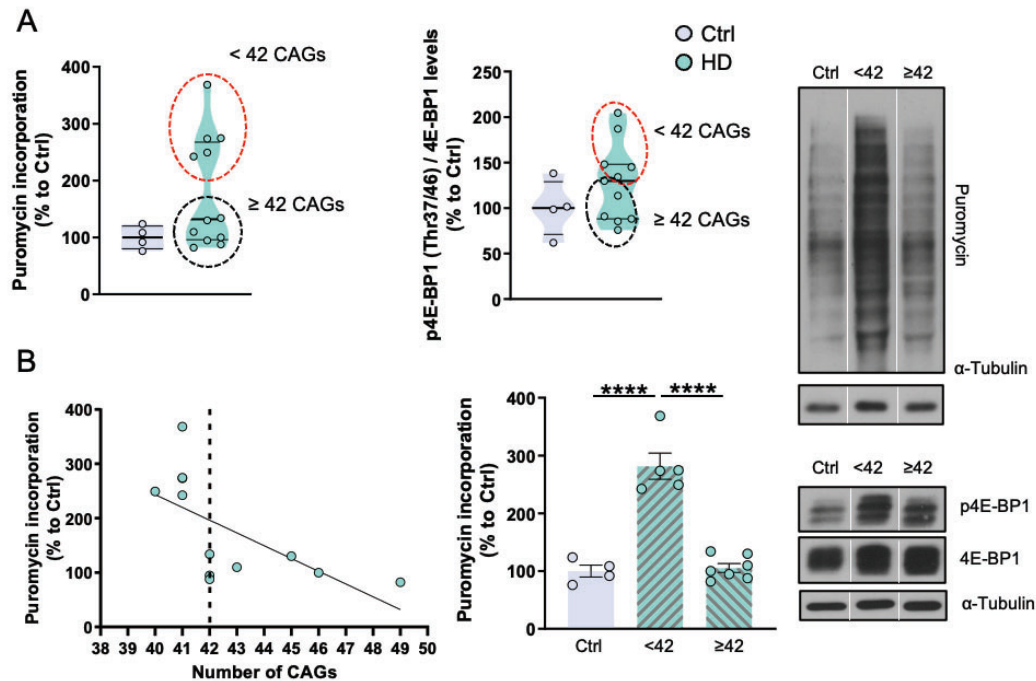 A
Puromycin incorporation
(% to Ctrl)
400
300
200
100
0
< 42 CAGs
≥ 42 CAGs
p4E-BP1 (Thr37/46) / 4E-BP1 levels
(% to Ctrl)
250
200
150
100
50
0
Ctrl
HD
< 42 CAGs
≥ 42 CAGs
Ctrl <42 ≥42
Puromycin
α-Tubulin
B
Puromycin incorporation
(% to Ctrl)
400
300
200
100
0
38 39 40 41 42 43 44 45 46 47 48 49 50
Number of CAGs
Puromycin incorporation
(% to Ctrl)
400
300
200
100
0
**** ****
Ctrl <42 ≥42
Ctrl <42 ≥42
p4E-BP1
4E-BP1
α-Tubulin